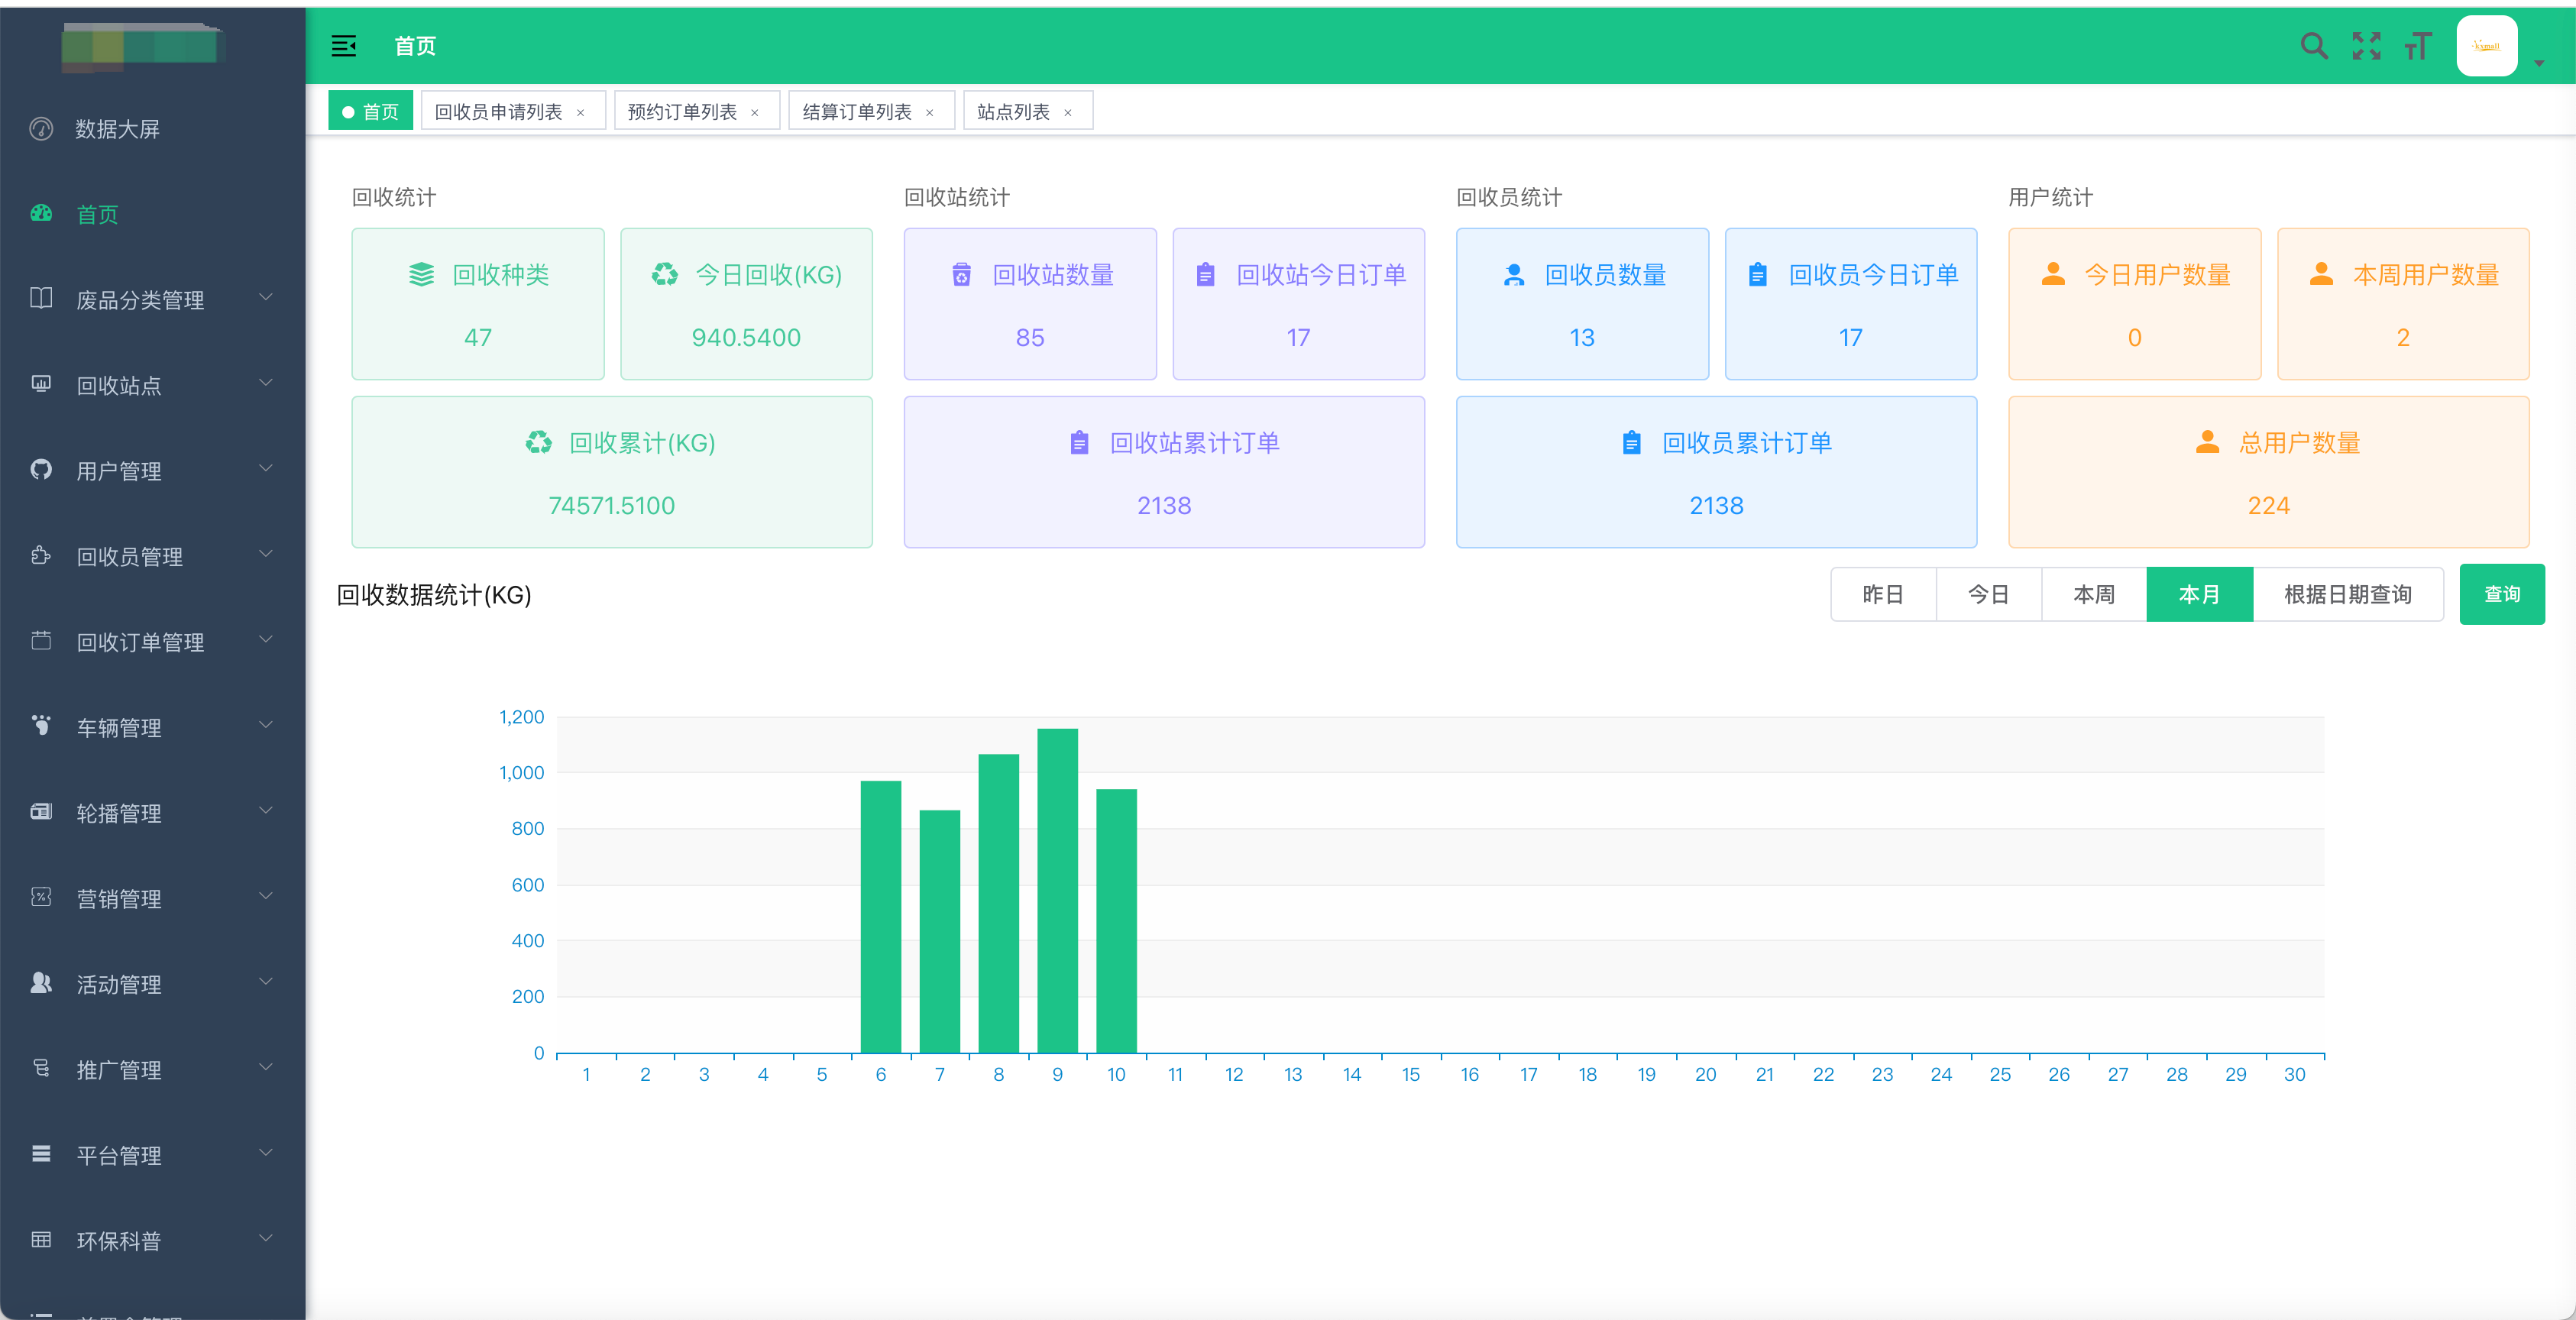 首页
kxmall
数据大屏
首页
废品分类管理
回收站点
用户管理
回收员管理
回收订单管理
车辆管理
轮播管理
营销管理
活动管理
推广管理
平台管理
环保科普
首页 回收员申请列表 × 预约订单列表 × 结算订单列表 × 站点列表 ×
回收统计
回收种类
47
今日回收(KG)
940.5400
回收累计(KG)
74571.5100
回收站统计
回收站数量
85
回收站今日订单
17
回收站累计订单
2138
回收员统计
回收员数量
13
回收员今日订单
17
回收员累计订单
2138
用户统计
今日用户数量
0
本周用户数量
2
总用户数量
224
回收数据统计(KG)
昨日 今日 本周 本月 根据日期查询 查询
1,200
1,000
800
600
400
200
0
1 2 3 4 5 6 7 8 9 10 11 12 13 14 15 16 17 18 19 20 21 22 23 24 25 26 27 28 29 30